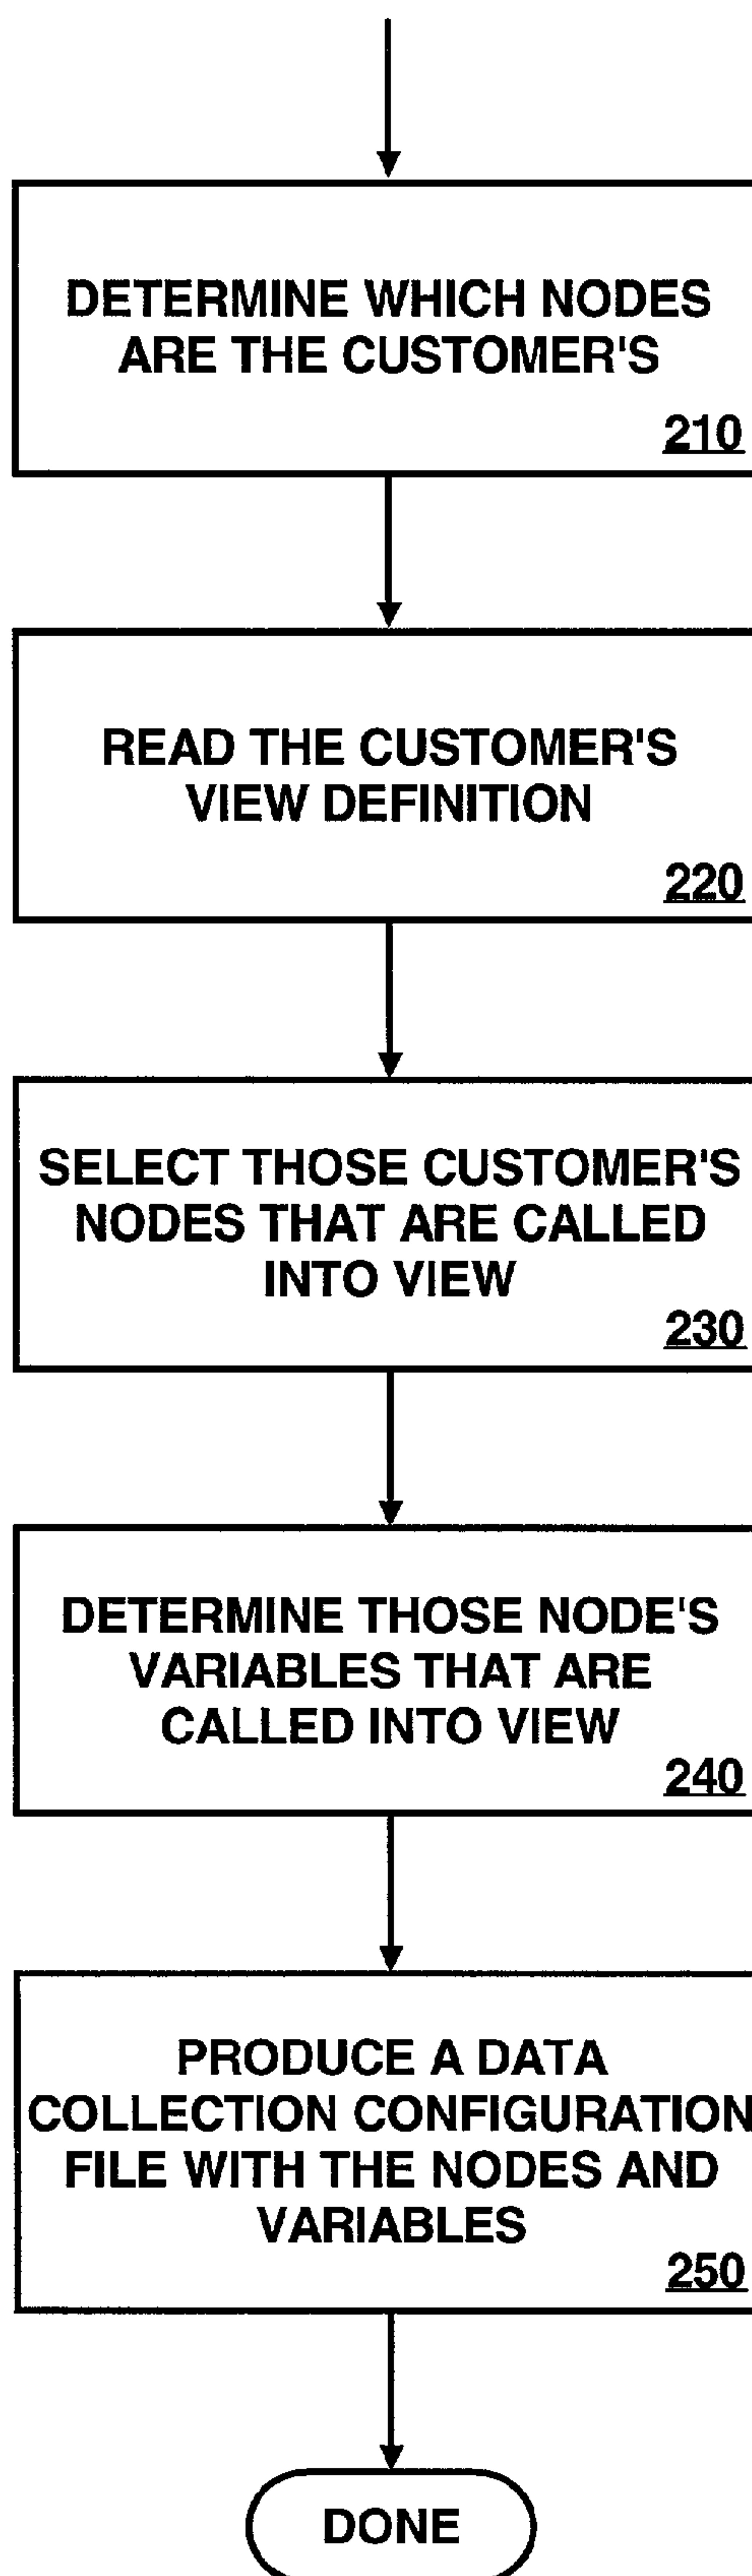 DETERMINE WHICH NODES
ARE THE CUSTOMER'S
210
READ THE CUSTOMER'S
VIEW DEFINITION
220
SELECT THOSE CUSTOMER'S
NODES THAT ARE CALLED
INTO VIEW
230
DETERMINE THOSE NODE'S
VARIABLES THAT ARE
CALLED INTO VIEW
240
PRODUCE A DATA
COLLECTION CONFIGURATION
FILE WITH THE NODES AND
VARIABLES
250
DONE